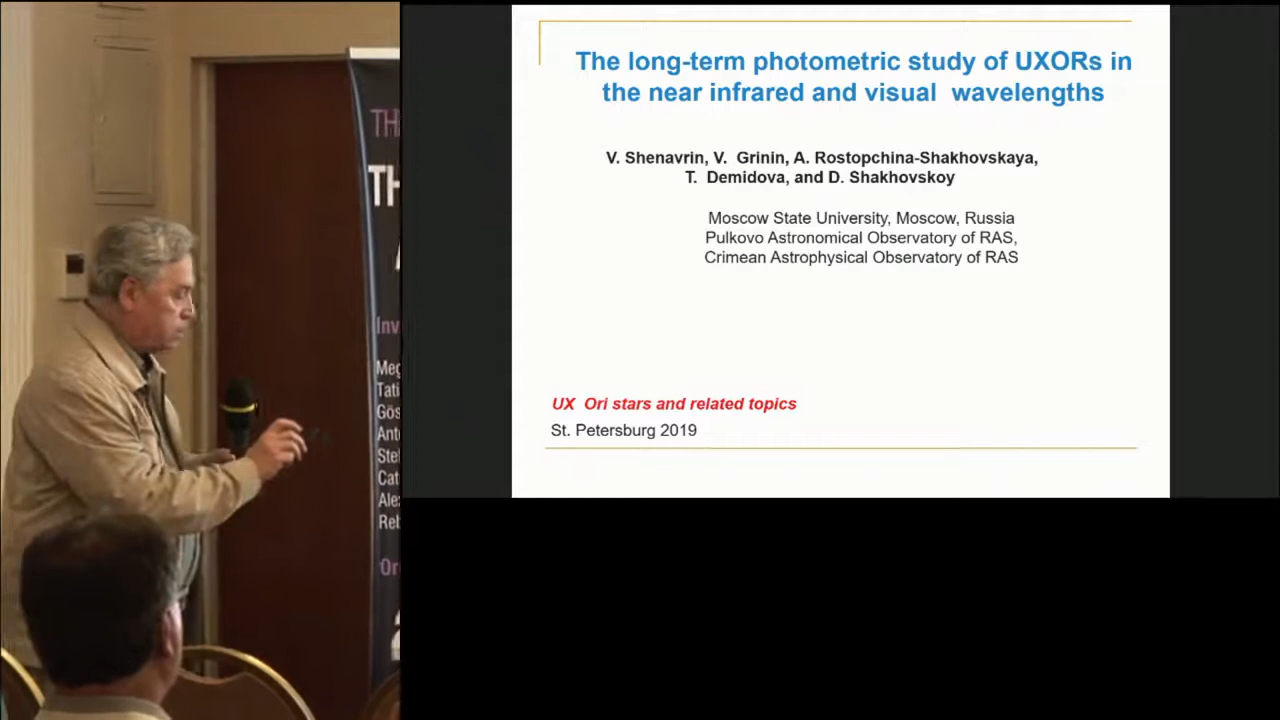 The long-term photometric study of UXORs in
the near infrared and visual wavelengths
V. Shenavrin, V. Grinin, A. Rostopchina-Shakhovskaya,
T. Demidova, and D. Shakhovskoy
Moscow State University, Moscow, Russia
Pulkovo Astronomical Observatory of RAS,
Crimean Astrophysical Observatory of RAS
UX Ori stars and related topics
St. Petersburg 2019